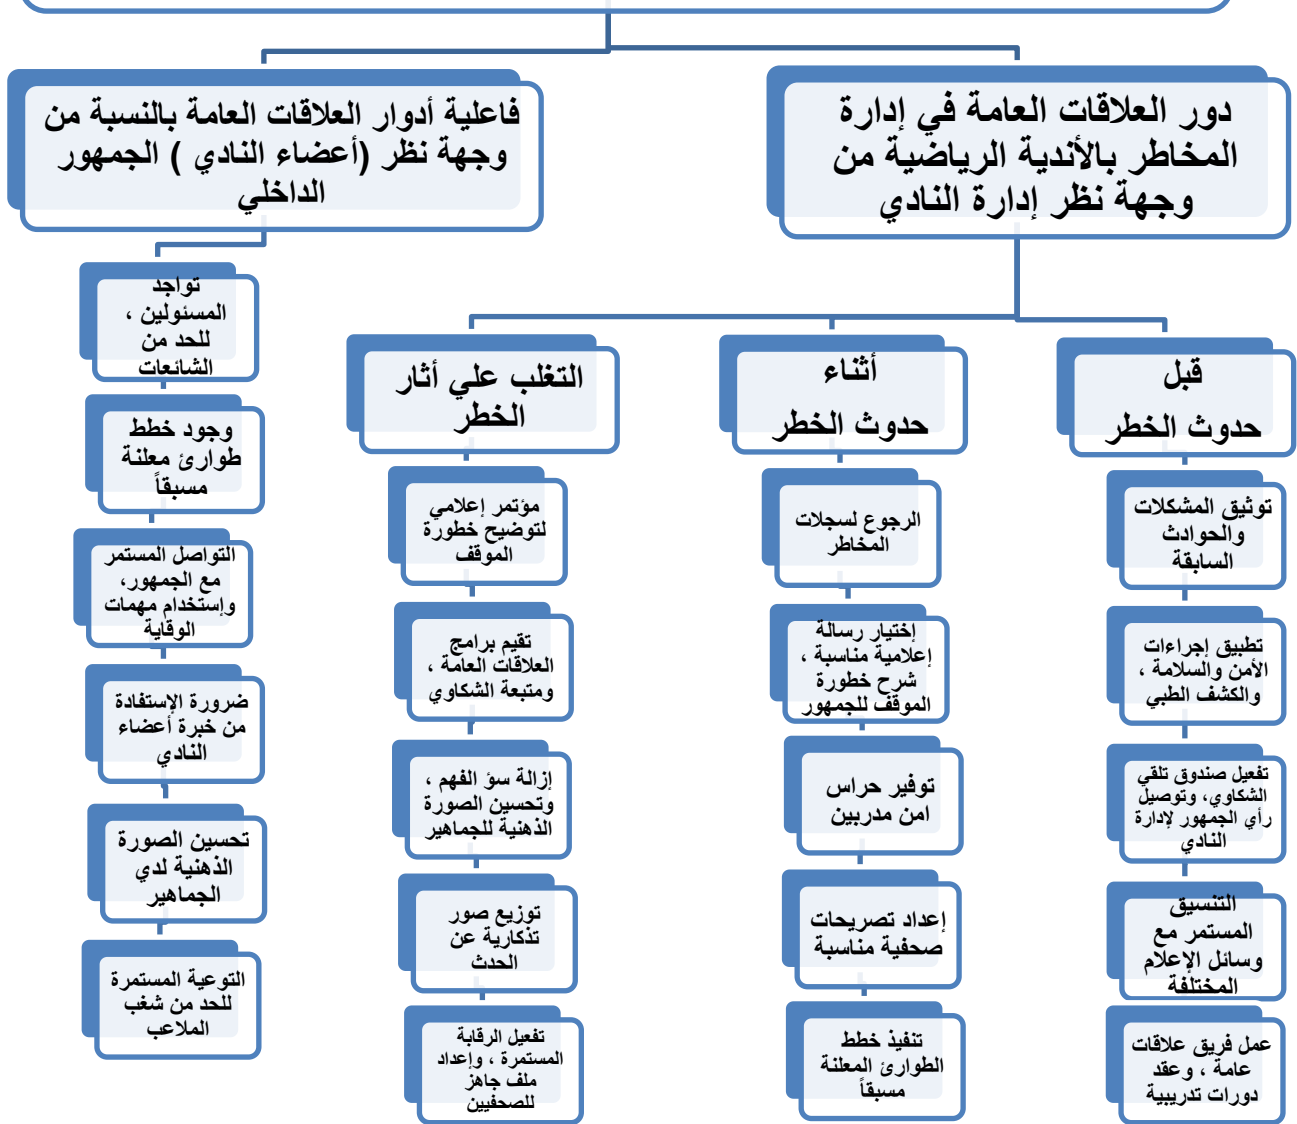 دور العلاقات العامة في إدارة
المخاطر بالأندية الرياضية من
وجهة نظر إدارة النادي
قبل
حدوث الخطر
توثيق المشكلات
والحوادث
السابقة
تطبيق إجراءات
الأمن والسلامة ،
والكشف الطبي
تفعيل صندوق تلقي
الشكاوي، وتوصيل
رأي الجمهور لإدارة
النادي
التنسيق
المستمر مع
وسائل الإعلام
المختلفة
عمل فريق علاقات
عامة ، وعقد
دورات تدريبية
أثناء
حدوث الخطر
الرجوع لسجلات
المخاطر
إختيار رسالة
إعلامية مناسبة ،
شرح خطورة
الموقف للجمهور
توفير حراس
امن مدربين
إعداد تصريحات
صحفية مناسبة
تنفيذ خطط
الطوارئ المعلنة
مسبقاً
التغلب علي أثار
الخطر
مؤتمر إعلامي
لتوضيح خطورة
الموقف
تقيم برامج
العلاقات العامة ،
ومتبعة الشكاوي
إزالة سؤ الفهم ،
وتحسين الصورة
الذهنية للجماهير
توزيع صور
تذكارية عن
الحدث
تفعيل الرقابة
المستمرة ، وإعداد
ملف جاهز
للصحفيين
فاعلية أدوار العلاقات العامة بالنسبة من
وجهة نظر (أعضاء النادي ) الجمهور
الداخلي
تواجد
المسئولين ،
للحد من
الشائعات
وجود خطط
طوارئ معلنة
مسبقاً
التواصل المستمر
مع الجمهور،
وإستخدام مهمات
الوقاية
ضرورة الإستفادة
من خبرة أعضاء
النادي
تحسين الصورة
الذهنية لدي
الجماهير
التوعية المستمرة
للحد من شغب
الملاعب